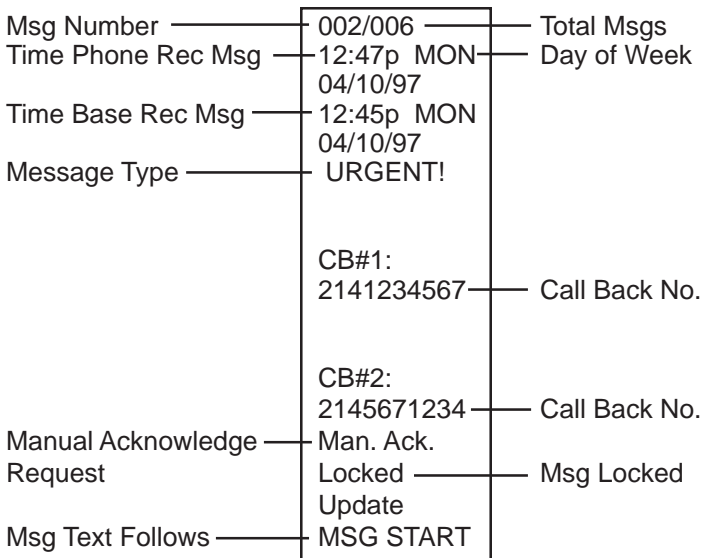 Msg Number 002/006 Total Msgs
Time Phone Rec Msg 12:47p MON Day of Week
04/10/97
Time Base Rec Msg 12:45p MON
04/10/97
Message Type URGENT!
CB#1:
2141234567 Call Back No.
CB#2:
2145671234 Call Back No.
Manual Acknowledge Man. Ack.
Request Locked Msg Locked
Update
Msg Text Follows MSG START